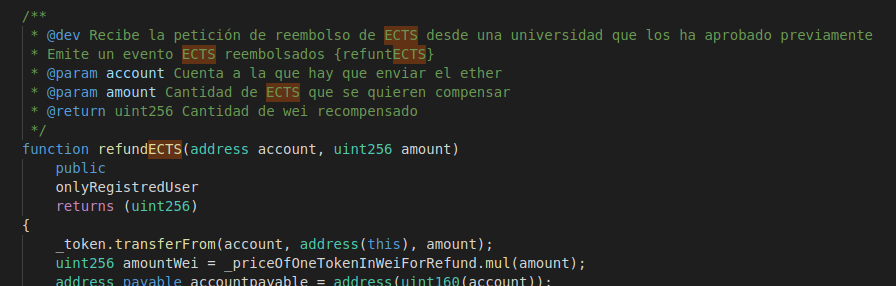 /**
* @dev Recibe la petición de reembolso de ECTS desde una universidad que los ha aprobado previamente
* Emite un evento ECTS reembolsados {refuntECTS}
* @param account Cuenta a la que hay que enviar el ether
* @param amount Cantidad de ECTS que se quieren compensar
* @return uint256 Cantidad de wei recompensado
*/
function refundECTS(address account, uint256 amount)
public
onlyRegistredUser
returns (uint256)
{
_token.transferFrom(account, address(this), amount);
uint256 amountWei = _priceOfOneTokenInWeiForRefund.mul(amount);
address payable accountpayable = address(uint160(account));